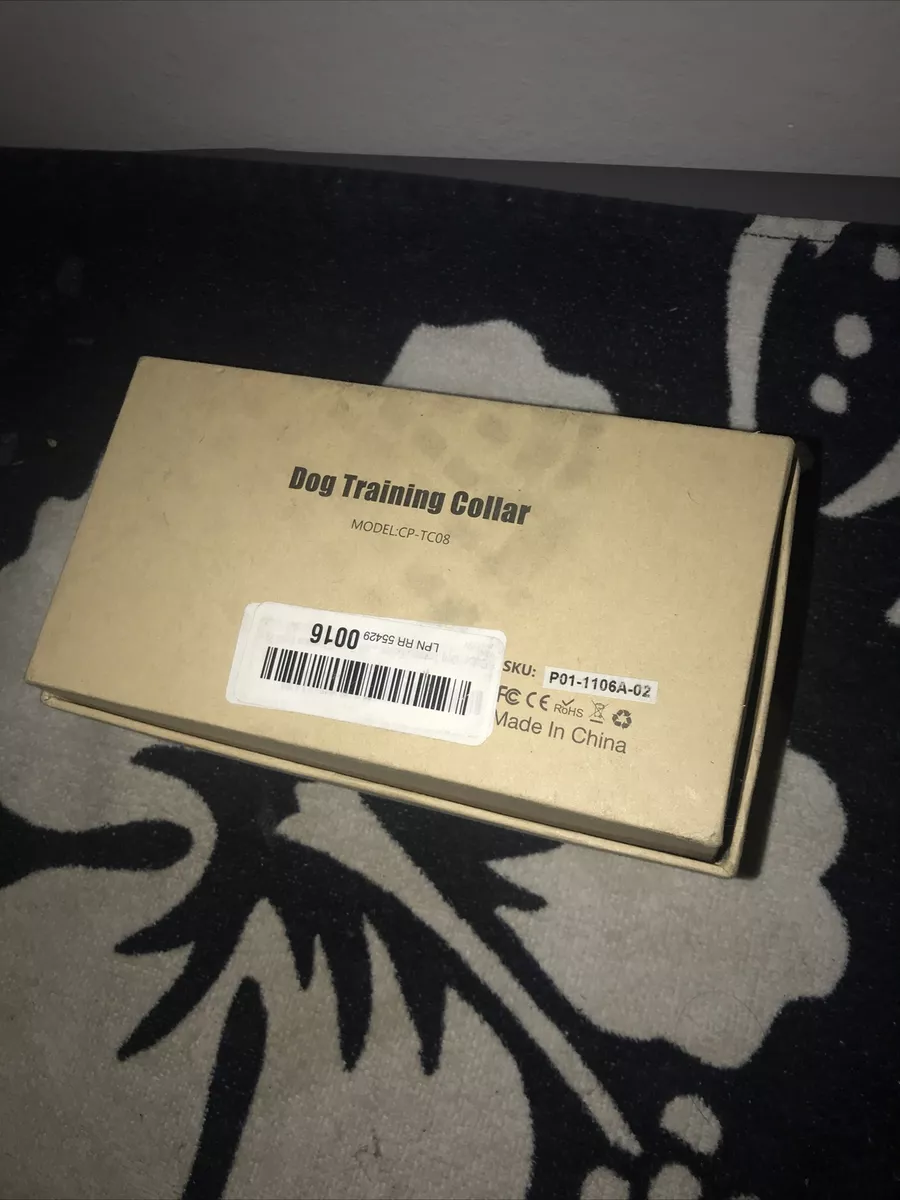 Dog Training Collar
MODEL:CP-TC08
LPN RR 55429 0016
SKU: P01-1106A-02
FC CE RoHS
Made In China